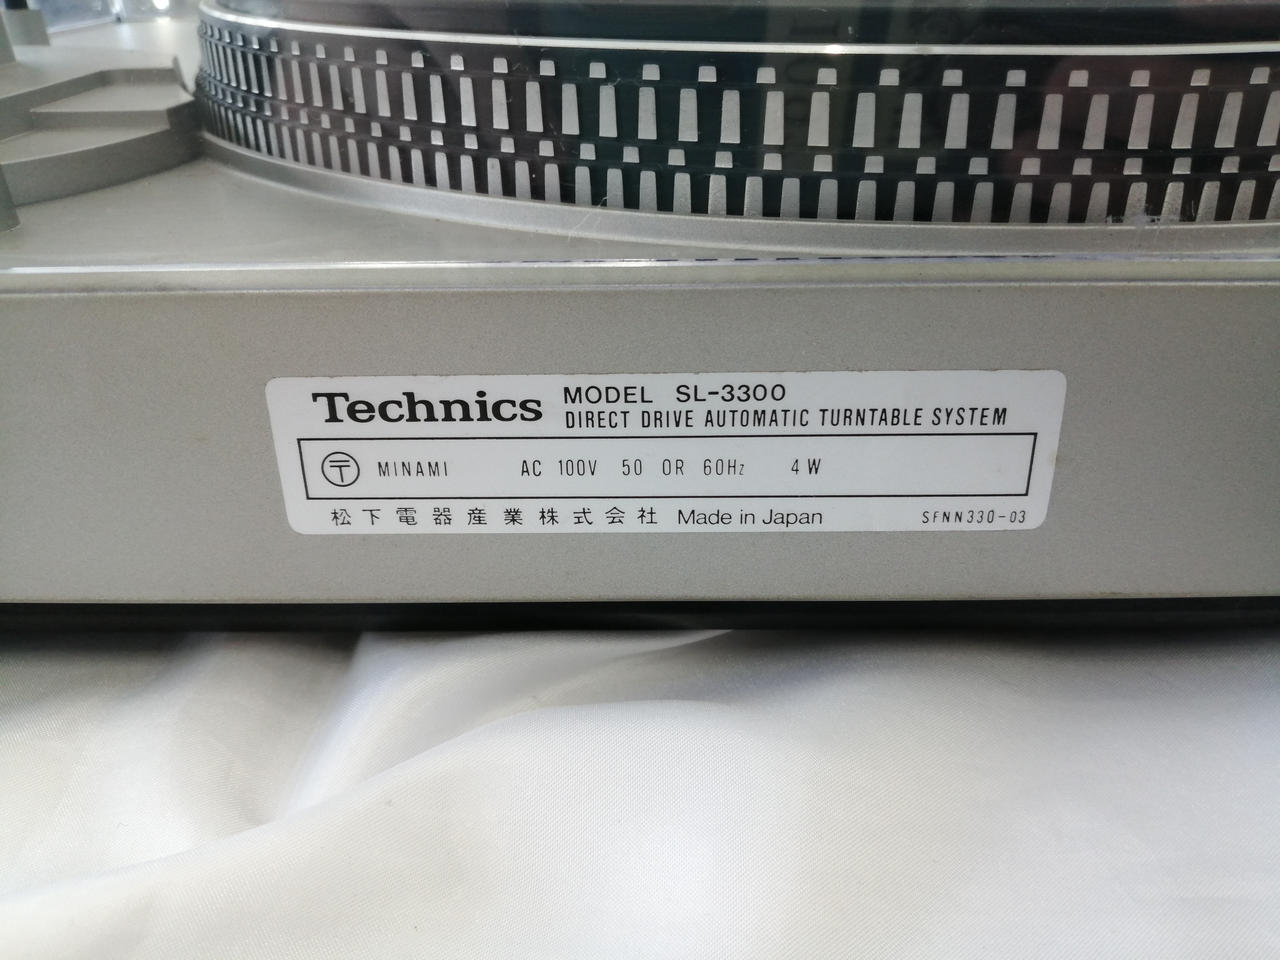 Technics MODEL SL-3300
DIRECT DRIVE AUTOMATIC TURNTABLE SYSTEM
〒 MINAMI AC 100V 50 OR 60Hz 4W
松下電器産業株式会社 Made in Japan SFNN330-03